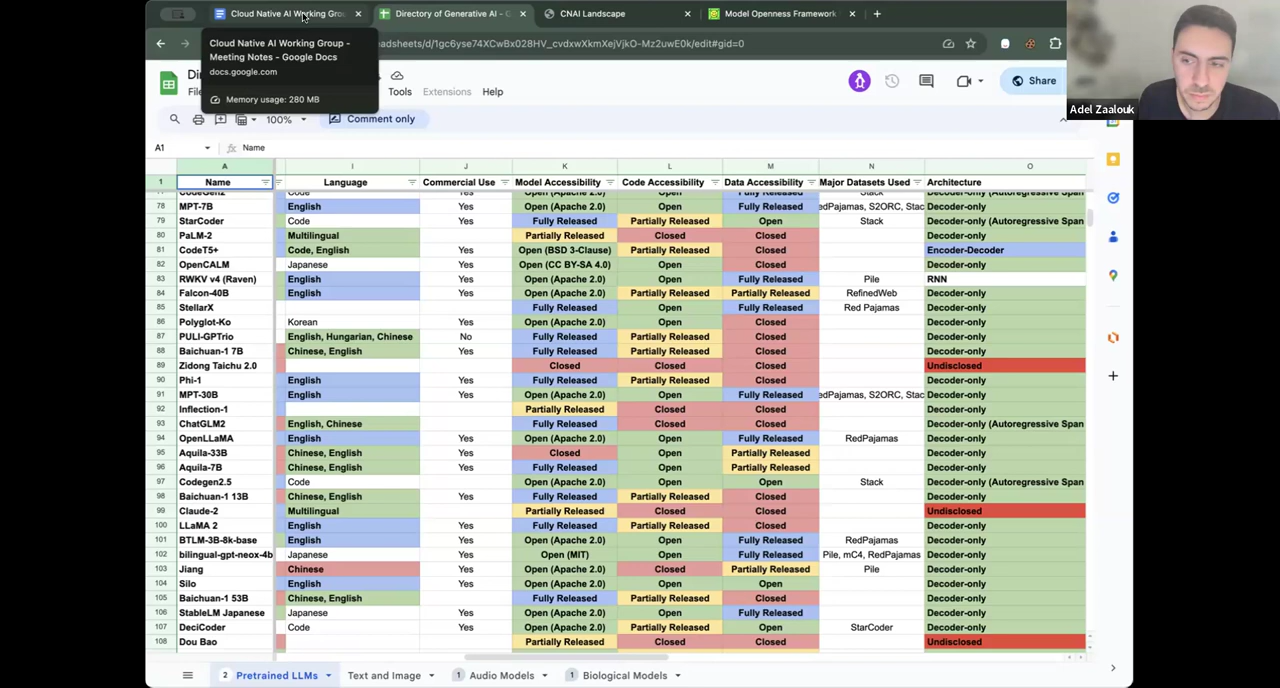 Cloud Native AI Working Gro
Directory of Generative AI - G
CNAI Landscape
Model Openness Framework
Cloud Native AI Working Group -
Meeting Notes - Google Docs
docs.google.com
Memory usage: 280 MB
eadsheets/d/1gc6yse74XCwBx028HV_cvdxwXkmXejVjkO-Mz2uwE0k/edit#gid=0
Tools Extensions Help
Share
Adel Zaalouk
100% Comment only
A1 Name
A I J K L M N O
1 Name Language Commercial Use Model Accessibility Code Accessibility Data Accessibility Major Datasets Used Architecture
78 MPT-7B English Yes Open (Apache 2.0) Open Fully Released edPajamas, S2ORC, Stac Decoder-only
79 StarCoder Code Yes Fully Released Partially Released Open Stack Decoder-only (Autoregressive Span
80 PaLM-2 Multilingual Partially Released Closed Closed Decoder-only
81 CodeT5+ Code, English Yes Open (BSD 3-Clause) Partially Released Closed Encoder-Decoder
82 OpenCALM Japanese Yes Open (CC BY-SA 4.0) Open Closed Decoder-only
83 RWKV v4 (Raven) English Yes Open (Apache 2.0) Open Fully Released Pile RNN
84 Falcon-40B English Yes Open (Apache 2.0) Partially Released Partially Released RefinedWeb Decoder-only
85 StellarX Fully Released Open Fully Released Red Pajamas Decoder-only
86 Polyglot-Ko Korean Yes Open (Apache 2.0) Open Closed Decoder-only
87 PULI-GPTrio English, Hungarian, Chinese No Fully Released Partially Released Closed Decoder-only
88 Baichuan-1 7B Chinese, English Yes Fully Released Partially Released Closed Decoder-only
89 Zidong Taichu 2.0 Closed Closed Closed Undisclosed
90 Phi-1 English Yes Fully Released Partially Released Closed Decoder-only
91 MPT-30B English Yes Open (Apache 2.0) Open Fully Released edPajamas, S2ORC, Stac Decoder-only
92 Inflection-1 Partially Released Closed Closed Decoder-only
93 ChatGLM2 English, Chinese Yes Fully Released Closed Closed Decoder-only (Autoregressive Span
94 OpenLLaMA English Yes Open (Apache 2.0) Open Fully Released RedPajamas Decoder-only
95 Aquila-33B Chinese, English Yes Closed Open Partially Released Decoder-only
96 Aquila-7B Chinese, English Yes Fully Released Open Partially Released Decoder-only
97 Codegen2.5 Code Yes Open (Apache 2.0) Open Open Stack Decoder-only (Autoregressive Span
98 Baichuan-1 13B Chinese, English Yes Fully Released Partially Released Closed Decoder-only
99 Claude-2 Multilingual Partially Released Closed Closed Undisclosed
100 LLaMA 2 English Yes Fully Released Partially Released Closed Decoder-only
101 BTLM-3B-8k-base English Yes Open (Apache 2.0) Open Fully Released RedPajamas Decoder-only
102 bilingual-gpt-neox-4b Japanese Open (MIT) Open Fully Released Pile, mC4, RedPajamas Decoder-only
103 Jiang Chinese Yes Open (Apache 2.0) Closed Partially Released Pile Decoder-only
104 Silo English Yes Open (Apache 2.0) Open Open Decoder-only
105 Baichuan-1 53B Chinese, English Fully Released Partially Released Closed Decoder-only
106 StableLM Japanese Japanese Yes Open (Apache 2.0) Open Fully Released Decoder-only
107 DeciCoder Code Yes Open (Apache 2.0) Partially Released Open StarCoder Decoder-only
108 Dou Bao Partially Released Closed Closed Undisclosed
2 Pretrained LLMs Text and Image 1 Audio Models 1 Biological Models